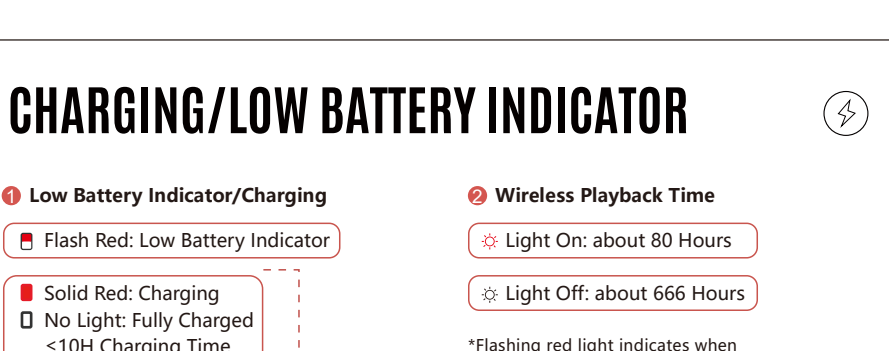 CHARGING/LOW BATTERY INDICATOR
1 Low Battery Indicator/Charging
Flash Red: Low Battery Indicator
Solid Red: Charging
No Light: Fully Charged
<10H Charging Time
2 Wireless Playback Time
Light On: about 80 Hours
Light Off: about 666 Hours
*Flashing red light indicates when